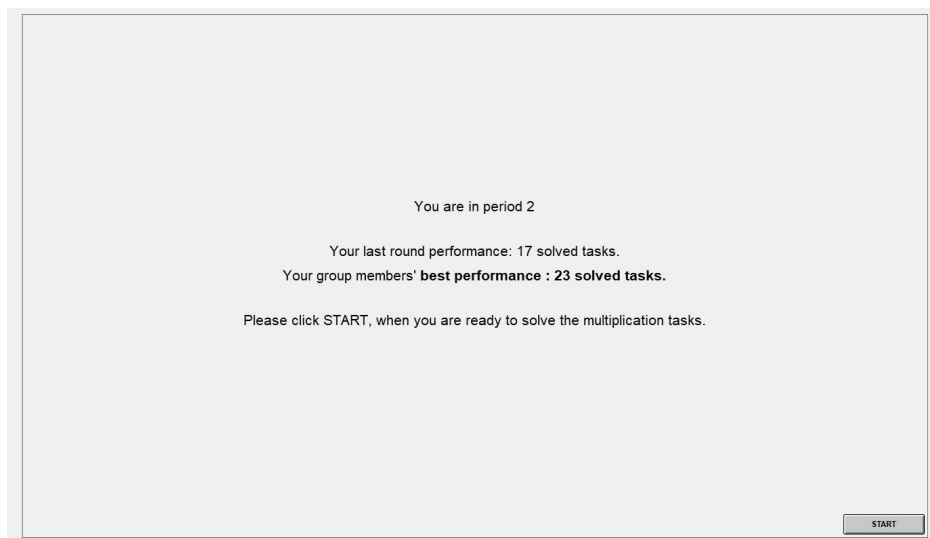 You are in period 2
Your last round performance: 17 solved tasks.
Your group members' best performance : 23 solved tasks.
Please click START, when you are ready to solve the multiplication tasks.
START